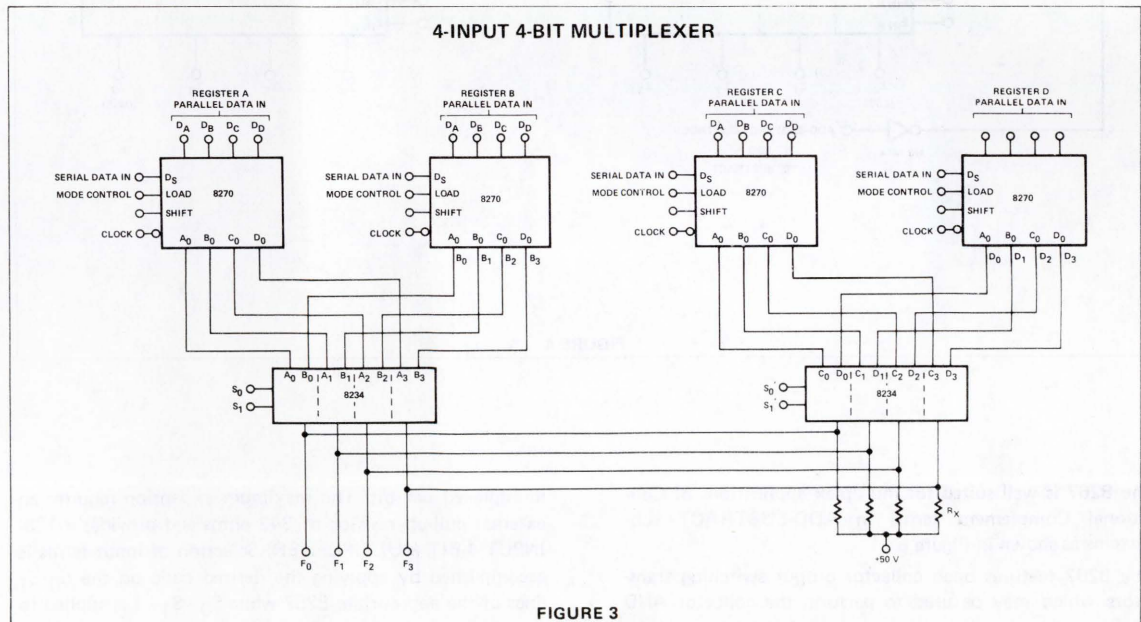 4-INPUT 4-BIT MULTIPLEXER
REGISTER A
PARALLEL DATA IN
REGISTER B
PARALLEL DATA IN
REGISTER C
PARALLEL DATA IN
REGISTER D
PARALLEL DATA IN
DA DB DC DD
DA DB DC DD
DA DB DC DD
SERIAL DATA IN
DS
MODE CONTROL
LOAD
8270
SHIFT
CLOCK
A0 B0 C0 D0
SERIAL DATA IN
DS
MODE CONTROL
LOAD
8270
SHIFT
CLOCK
A0 B0 C0 D0
B0 B1 B2 B3
SERIAL DATA IN
DS
MODE CONTROL
LOAD
8270
SHIFT
CLOCK
A0 B0 C0 D0
SERIAL DATA IN
DS
MODE CONTROL
LOAD
8270
SHIFT
CLOCK
A0 B0 C0 D0
D0 D1 D2 D3
A0 B0 A1 B1 A2 B2 A3 B3
S0
8234
S1
C0 D0 C1 D1 C2 D2 C3 D3
S0'
8234
S1'
RX
+50 V
F0 F1 F2 F3
FIGURE 3